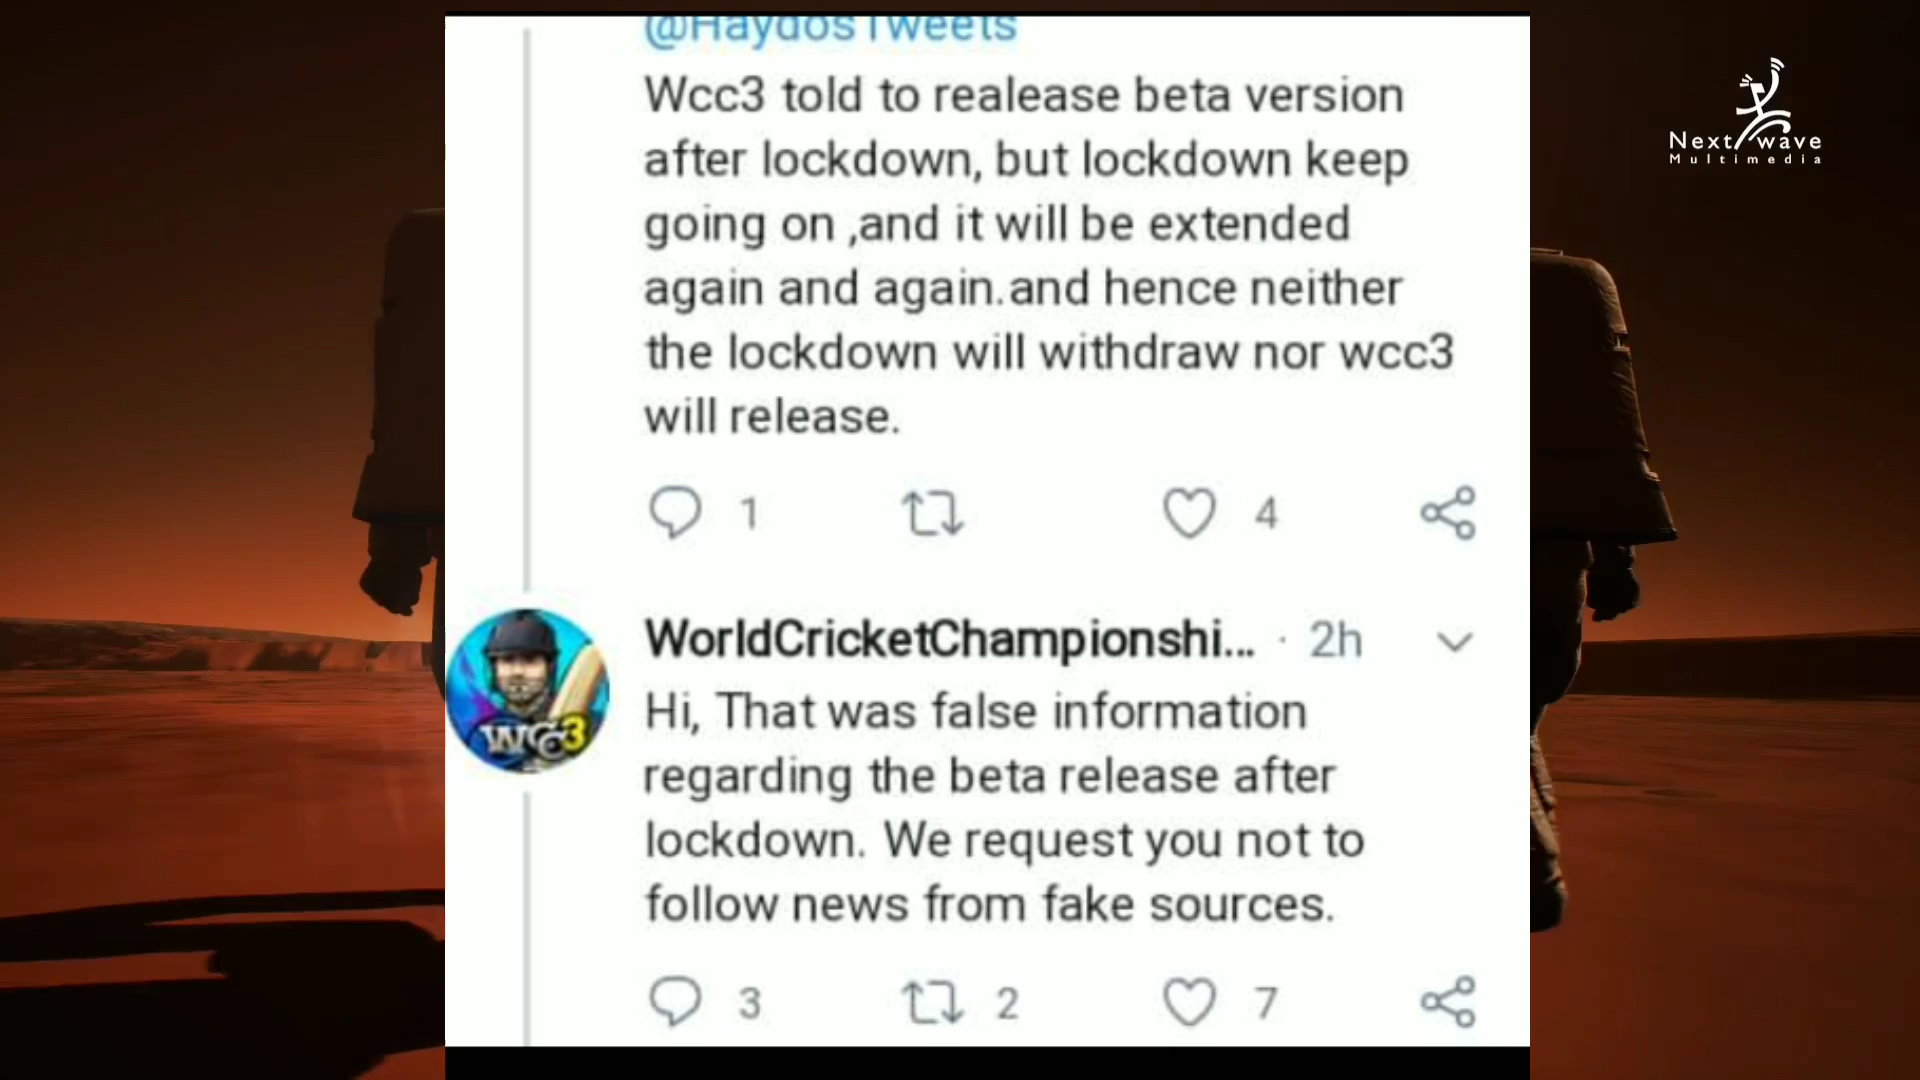 @HaydosTweets
Wcc3 told to realease beta version
after lockdown, but lockdown keep
going on ,and it will be extended
again and again.and hence neither
the lockdown will withdraw nor wcc3
will release.
1 4
WorldCricketChampionshi... · 2h
Hi, That was false information
regarding the beta release after
lockdown. We request you not to
follow news from fake sources.
3 2 7
WCC3
Next wave
Multimedia